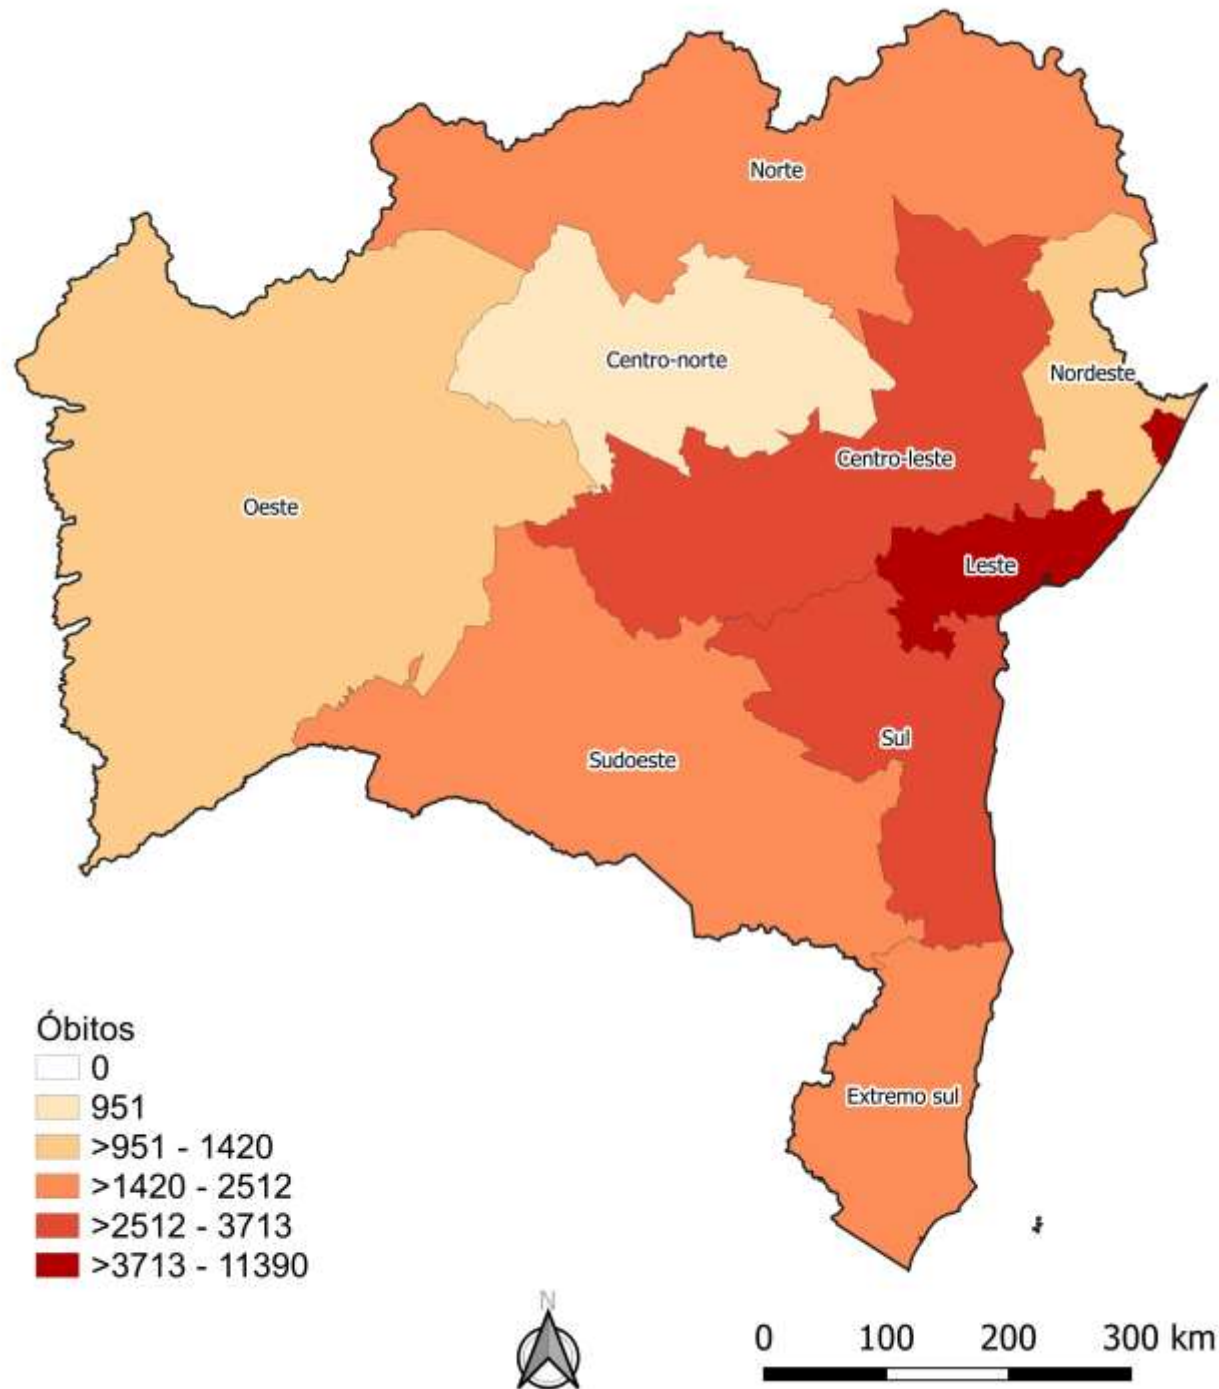 Norte
Centro-norte
Nordeste
Centro-leste
Oeste
Leste
Sul
Sudoeste
Extremo sul
Óbitos
0
951
>951 - 1420
>1420 - 2512
>2512 - 3713
>3713 - 11390
N
0 100 200 300 km